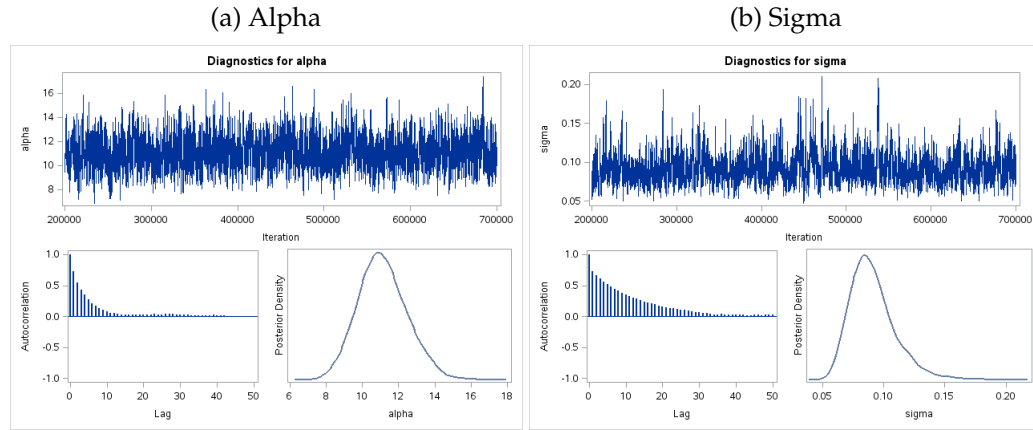 (a) Alpha
(b) Sigma
Diagnostics for alpha
alpha
16
14
12
10
8
200000 300000 400000 500000 600000 700000
Iteration
Autocorrelation
1.0
0.5
0.0
-0.5
-1.0
0 10 20 30 40 50
Lag
Posterior Density
6 8 10 12 14 16 18
alpha
Diagnostics for sigma
sigma
0.20
0.15
0.10
0.05
200000 300000 400000 500000 600000 700000
Iteration
Autocorrelation
1.0
0.5
0.0
-0.5
-1.0
0 10 20 30 40 50
Lag
Posterior Density
0.05 0.10 0.15 0.20
sigma